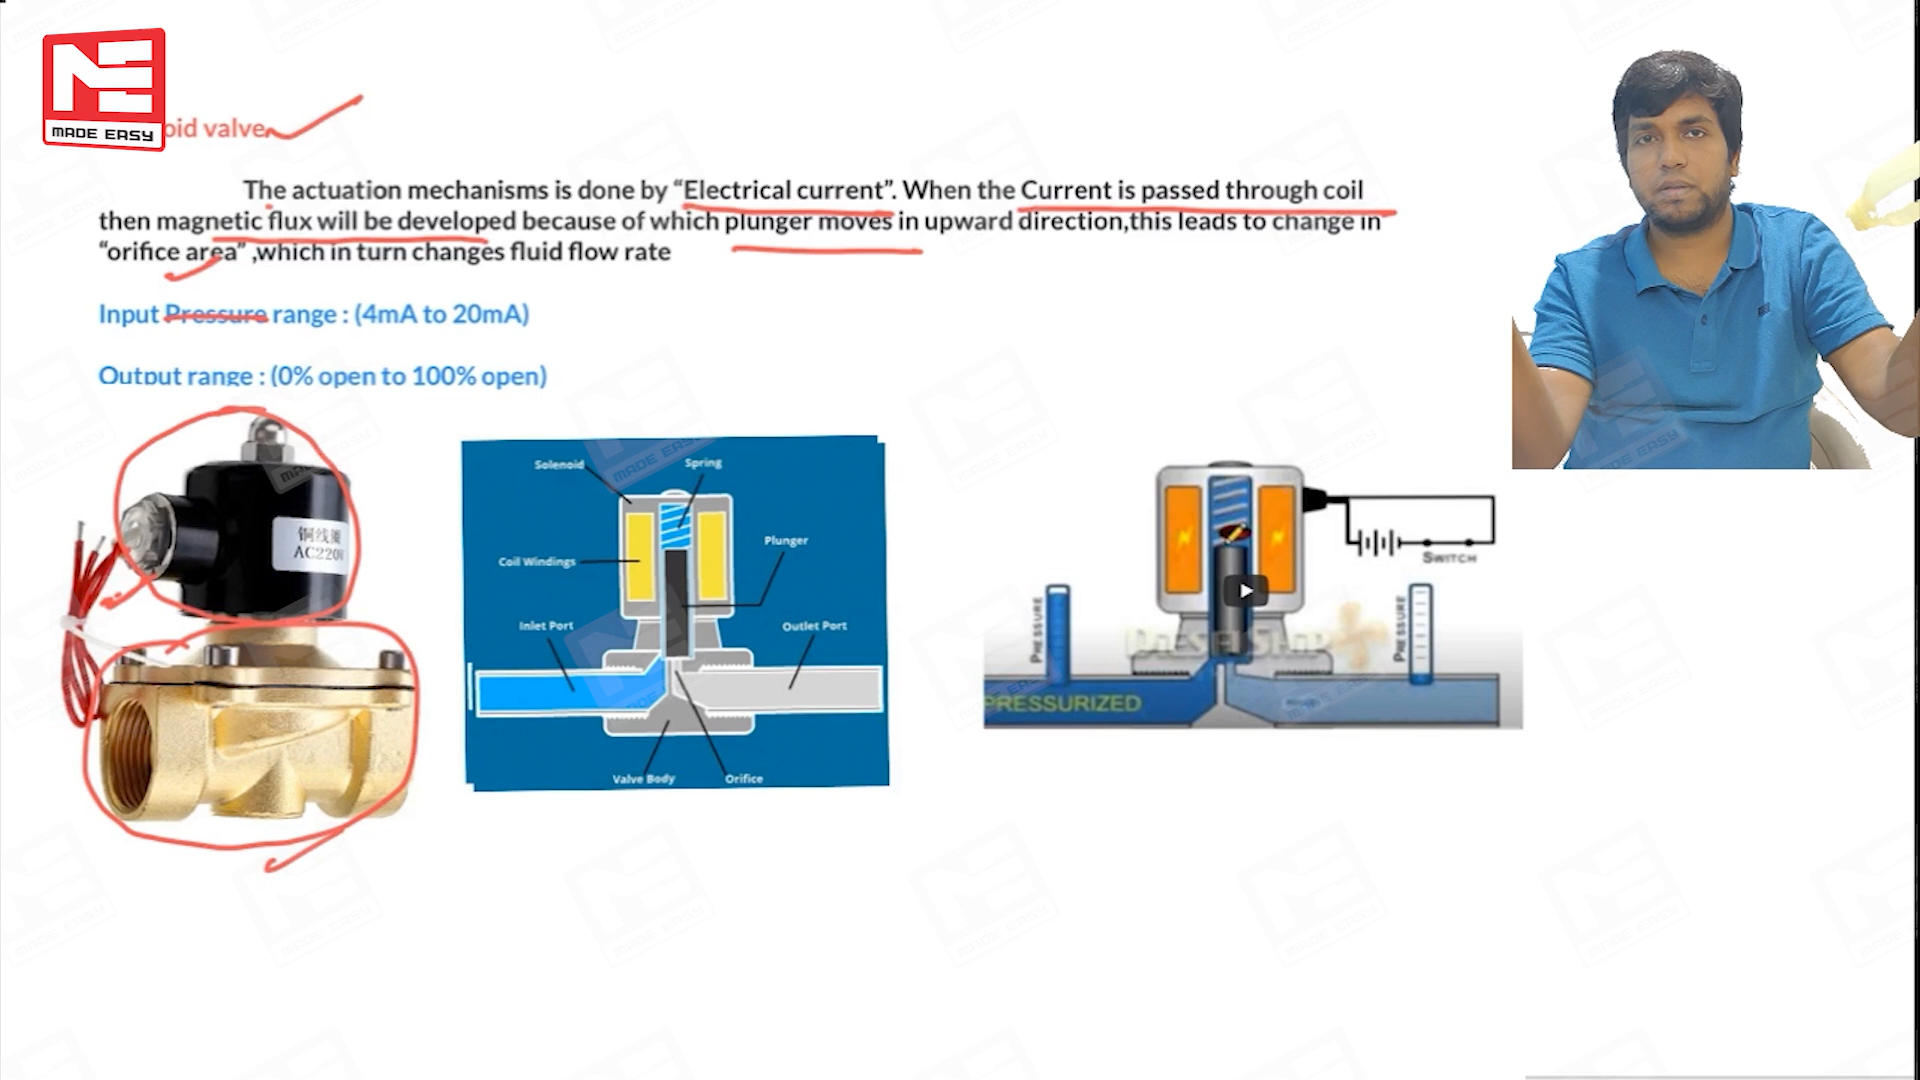 MADE EASY
oid valve
The actuation mechanisms is done by “Electrical current”. When the Current is passed through coil
then magnetic flux will be developed because of which plunger moves in upward direction,this leads to change in
“orifice area” ,which in turn changes fluid flow rate
Input Pressure range : (4mA to 20mA)
Output range : (0% open to 100% open)
铜线圈
AC220V
Solenoid
Spring
Coil Windings
Plunger
Inlet Port
Outlet Port
Valve Body
Orifice
SWITCH
PRESSURE
PRESSURE
DIESELSHIP
PRESSURIZED